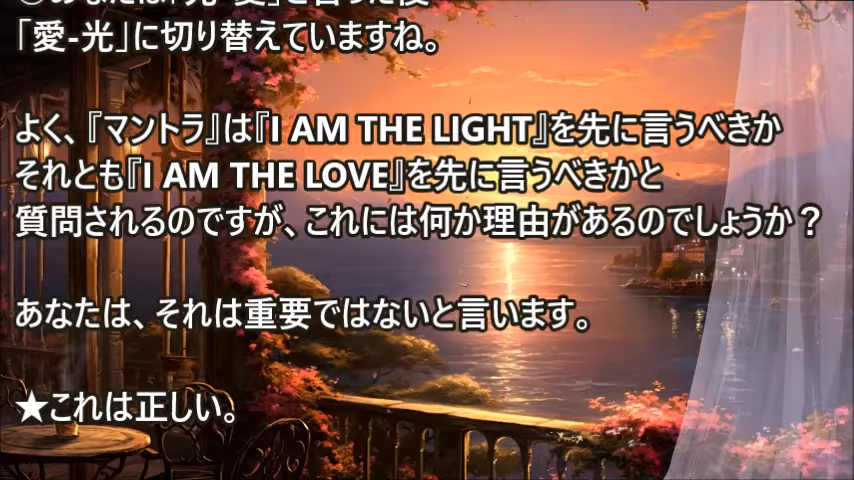 「愛-光」に切り替えていますね。
よく、『マントラ』は『I AM THE LIGHT』を先に言うべきか
それとも『I AM THE LOVE』を先に言うべきかと
質問されるのですが、これには何か理由があるのでしょうか？
あなたは、それは重要ではないと言います。
★これは正しい。